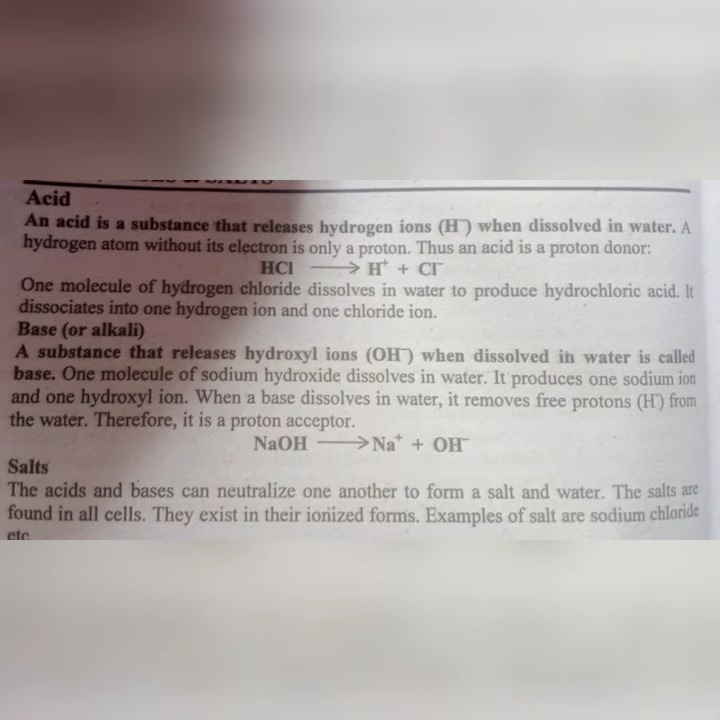 & SALTS
Acid
An acid is a substance that releases hydrogen ions (H⁻) when dissolved in water. A
hydrogen atom without its electron is only a proton. Thus an acid is a proton donor:
HCl ⟶ H⁺ + Cl⁻
One molecule of hydrogen chloride dissolves in water to produce hydrochloric acid. It
dissociates into one hydrogen ion and one chloride ion.
Base (or alkali)
A substance that releases hydroxyl ions (OH⁻) when dissolved in water is called
base. One molecule of sodium hydroxide dissolves in water. It produces one sodium ion
and one hydroxyl ion. When a base dissolves in water, it removes free protons (H⁻) from
the water. Therefore, it is a proton acceptor.
NaOH ⟶ Na⁺ + OH⁻
Salts
The acids and bases can neutralize one another to form a salt and water. The salts are
found in all cells. They exist in their ionized forms. Examples of salt are sodium chloride
etc